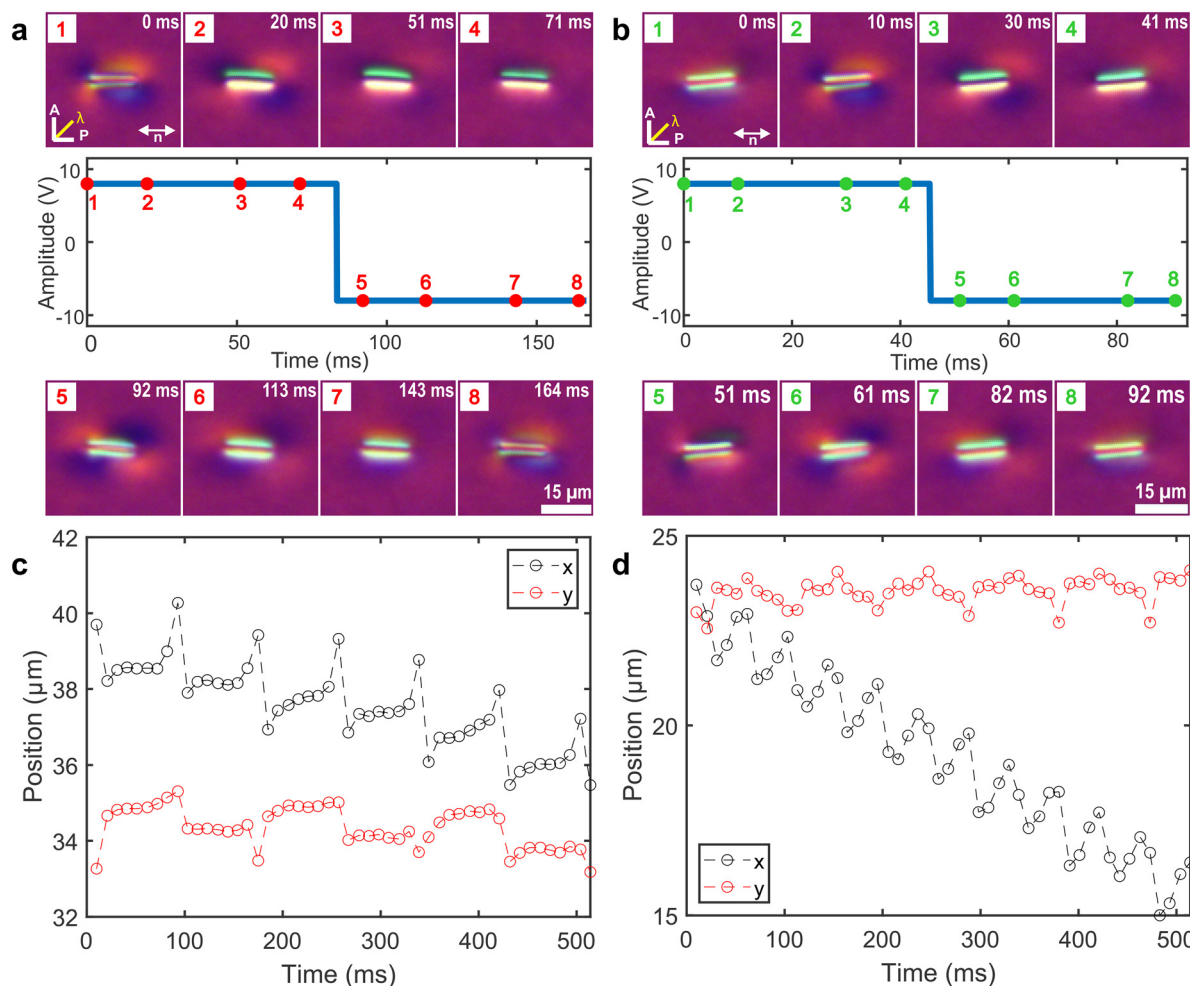 a
1 0 ms 2 20 ms 3 51 ms 4 71 ms
A λ P n
10
0
-10
Amplitude (V)
1 2 3 4
5 6 7 8
0 50 100 150
Time (ms)
5 92 ms 6 113 ms 7 143 ms 8 164 ms
15 µm
b
1 0 ms 2 10 ms 3 30 ms 4 41 ms
A λ P n
10
0
-10
Amplitude (V)
1 2 3 4
5 6 7 8
0 20 40 60 80
Time (ms)
5 51 ms 6 61 ms 7 82 ms 8 92 ms
15 µm
c
42
40
38
36
34
32
Position (µm)
x
y
0 100 200 300 400 500
Time (ms)
d
25
20
15
Position (µm)
x
y
0 100 200 300 400 500
Time (ms)